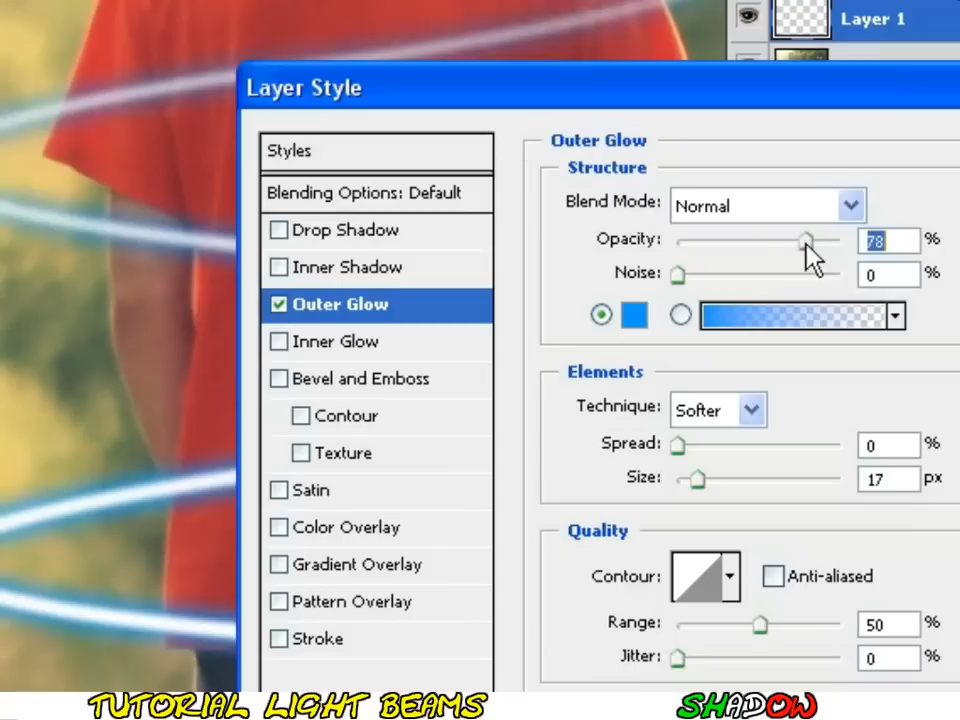 Layer 1
Layer Style
Styles
Blending Options: Default
Drop Shadow
Inner Shadow
Outer Glow
Inner Glow
Bevel and Emboss
Contour
Texture
Satin
Color Overlay
Gradient Overlay
Pattern Overlay
Stroke
Outer Glow
Structure
Blend Mode: Normal
Opacity: 78 %
Noise: 0 %
Elements
Technique: Softer
Spread: 0 %
Size: 17 px
Quality
Contour: Anti-aliased
Range: 50 %
Jitter: 0 %
TUTORIAL LIGHT BEAMS SHADOW